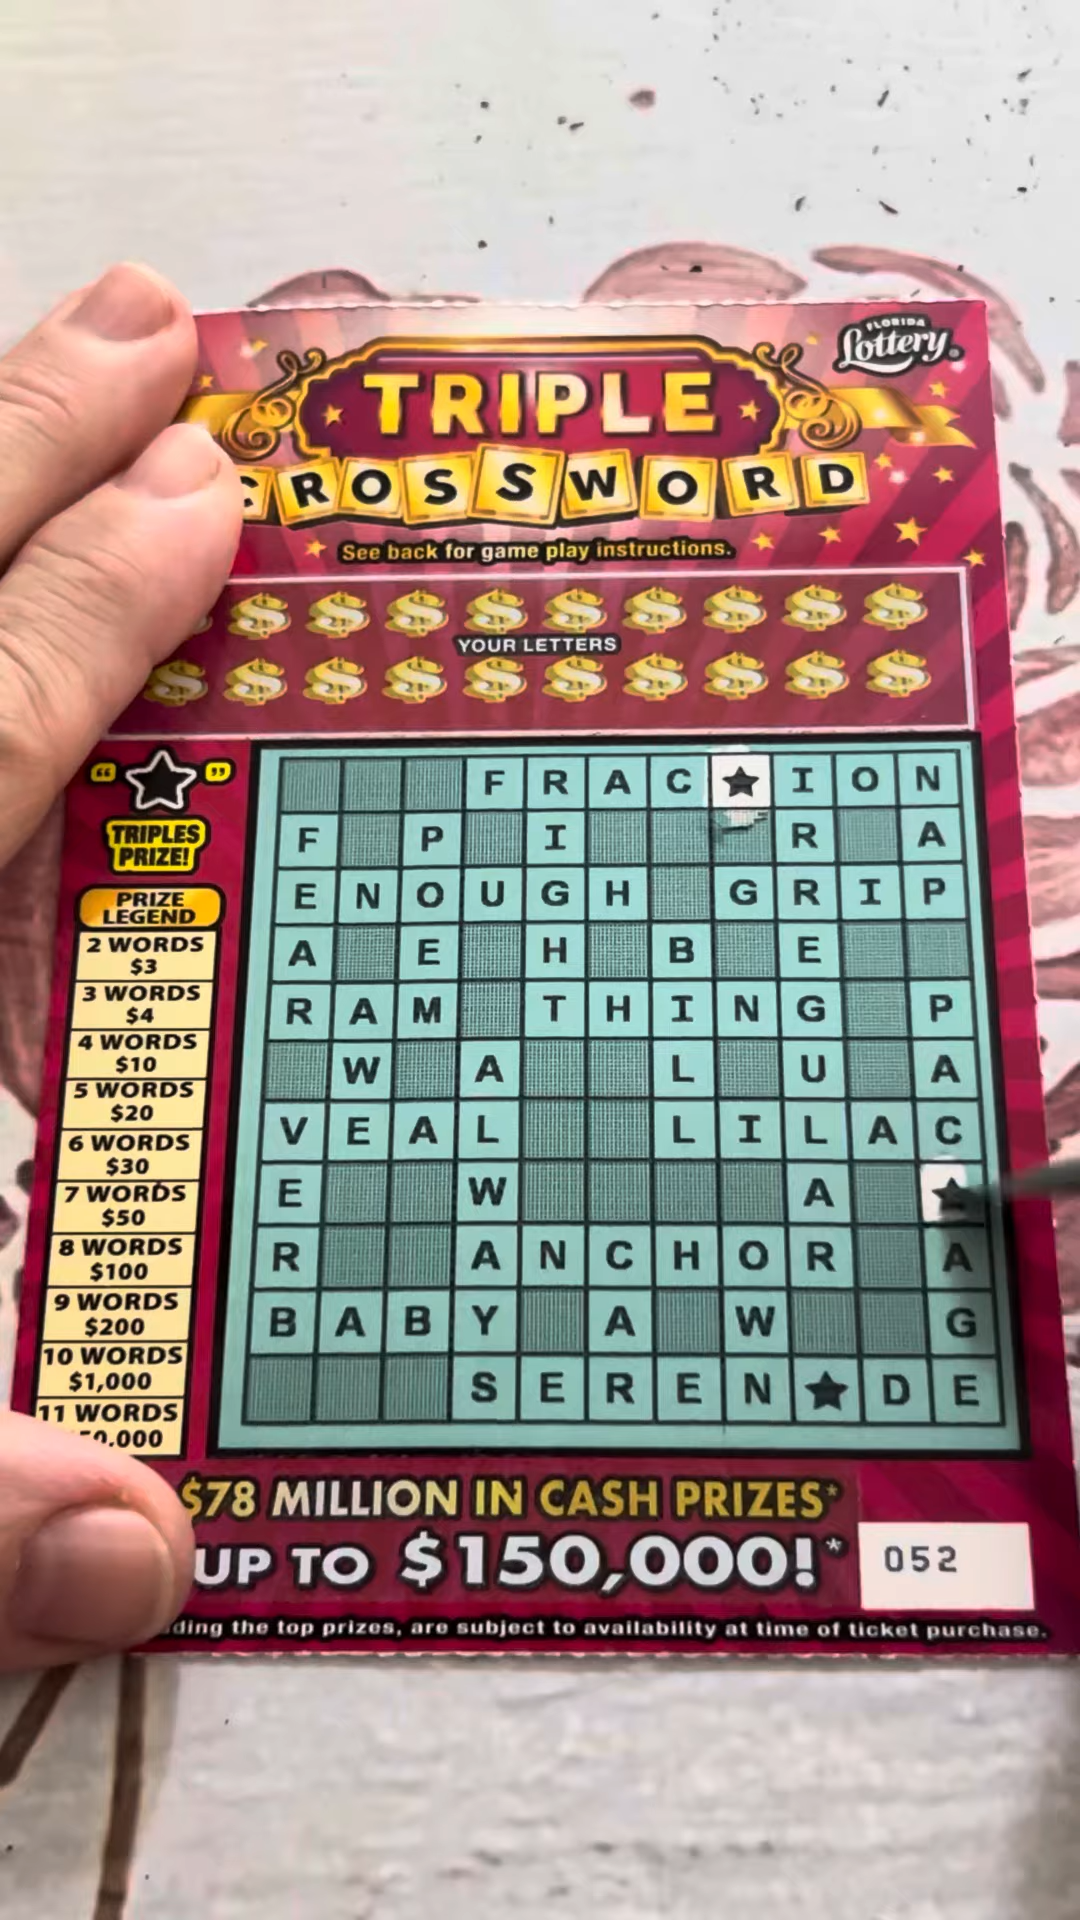 FLORIDA
Lottery®
TRIPLE
CROSSWORD
See back for game play instructions.
YOUR LETTERS
"★"
TRIPLES
PRIZE!
PRIZE
LEGEND
2 WORDS
$3
3 WORDS
$4
4 WORDS
$10
5 WORDS
$20
6 WORDS
$30
7 WORDS
$50
8 WORDS
$100
9 WORDS
$200
10 WORDS
$1,000
11 WORDS
F R A C ★ I O N
F P I R A
E N O U G H G R I P
A E H B E
R A M T H I N G P
W A L U A
V E A L L I L A C
E W A ★
R A N C H O R A
B A B Y A W G
S E R E N ★ D E
$78 MILLION IN CASH PRIZES*
UP TO $150,000!*
052
the top prizes, are subject to availability at time of ticket purchase.